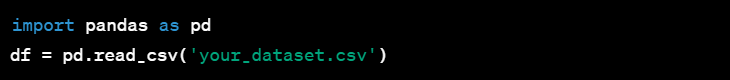 import pandas as pd
df = pd.read_csv('your_dataset.csv')